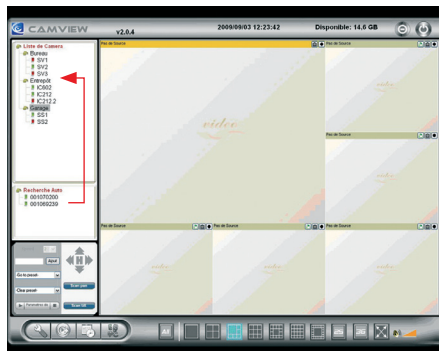 CAMVIEW v2.0.4 2009/09/03 12:23:42 Disponible: 14,6 GB
Liste de Camera
Bureau
SV1
SV2
SV3
Entrepôt
IC602
IC212
IC212.2
Garage
SS1
SS2
Recherche Auto
001070200
001069239
Pas de Source
Pas de Source
Pas de Source
Pas de Source
Pas de Source
Pas de Source
video
Ajout
Go to preset
Clear preset
Scan pan
Scan tilt